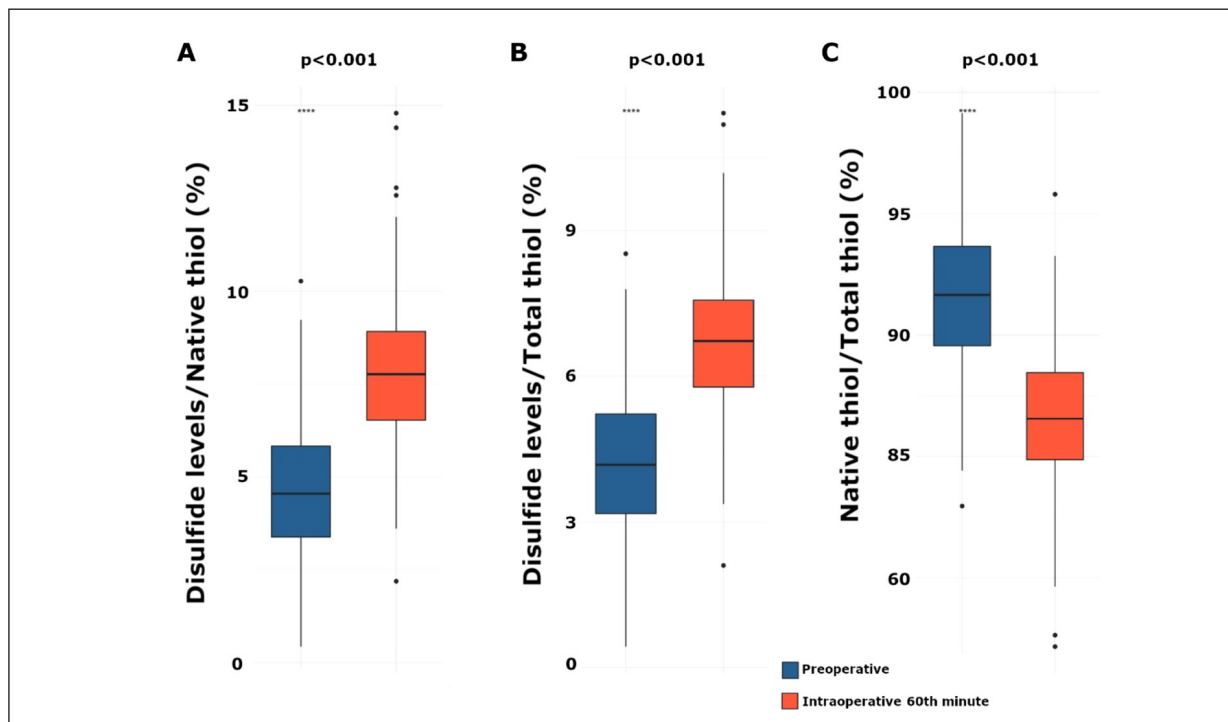 A
p<0.001
Disulfide levels/Native thiol (%)
15
10
5
0
****
B
p<0.001
Disulfide levels/Total thiol (%)
9
6
3
0
****
C
p<0.001
Native thiol/Total thiol (%)
100
95
90
85
60
****
Preoperative
Intraoperative 60th minute